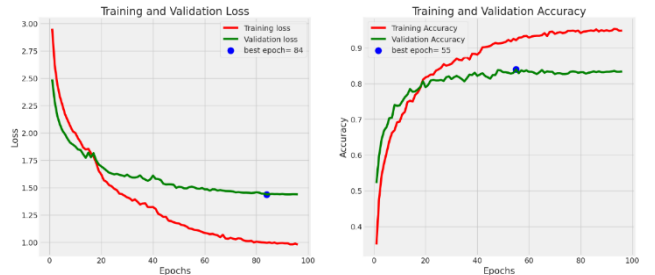 Training and Validation Loss
3.00
2.75
2.50
2.25
2.00
1.75
1.50
1.25
1.00
Loss
Training loss
Validation loss
best epoch= 84
0
20
40
60
80
100
Epochs
Training and Validation Accuracy
0.9
0.8
0.7
0.6
0.5
0.4
Accuracy
Training Accuracy
Validation Accuracy
best epoch= 55
0
20
40
60
80
100
Epochs